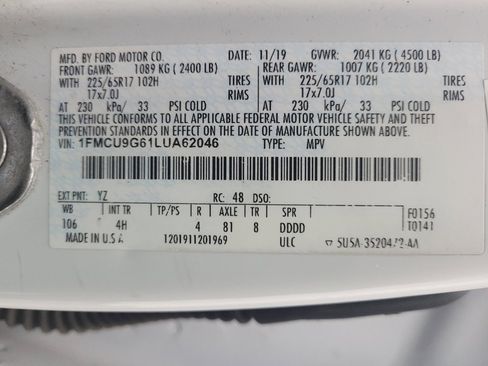 MFD. BY FORD MOTOR CO. DATE: 11/19 GVWR: 2041 KG (4500 LB)
FRONT GAWR: 1089 KG (2400 LB) REAR GAWR: 1007 KG (2220 LB)
WITH 225/65R17 102H TIRES WITH 225/65R17 102H TIRES
17x7.0J RIMS 17x7.0J RIMS
AT 230 kPa/ 33 PSI COLD AT 230 kPa/ 33 PSI COLD
THIS VEHICLE CONFORMS TO ALL APPLICABLE FEDERAL MOTOR VEHICLE SAFETY AND THEFT
PREVENTION STANDARDS IN EFFECT ON THE DATE OF MANUFACTURE SHOWN ABOVE.
VIN: 1FMCU9G61LUA62046 TYPE: MPV
EXT PNT: YZ RC: 48 DSO:
WB INT TR TP/PS R AXLE TR SPR F0156
106 4H 4 81 8 DDDD T0141
MADE IN U.S.A. 1201911201969 ULC